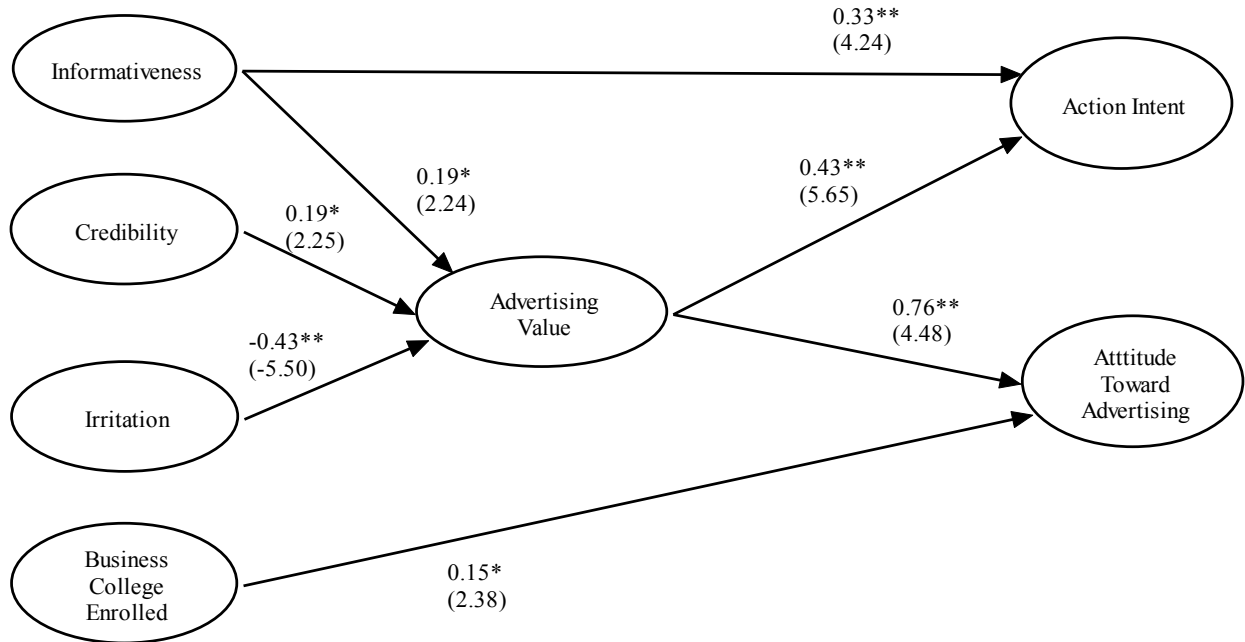 0.33**
(4.24)
Informativeness
Action Intent
0.19*
(2.24)
0.43**
(5.65)
Credibility
0.19*
(2.25)
Advertising
Value
0.76**
(4.48)
-0.43**
(-5.50)
Irritation
Atttitude
Toward
Advertising
Business
College
Enrolled
0.15*
(2.38)